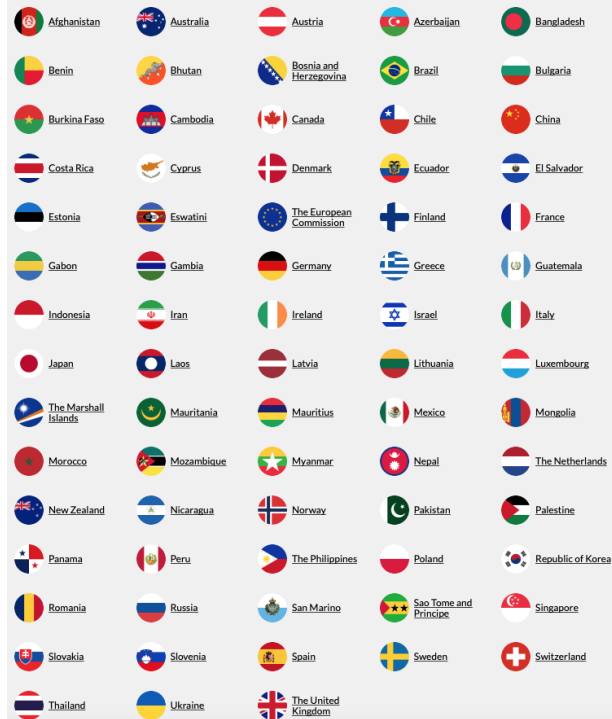 Afghanistan
Australia
Austria
Azerbaijan
Bangladesh
Benin
Bhutan
Bosnia and
Herzegovina
Brazil
Bulgaria
Burkina Faso
Cambodia
Canada
Chile
China
Costa Rica
Cyprus
Denmark
Ecuador
El Salvador
Estonia
Eswatini
The European
Commission
Finland
France
Gabon
Gambia
Germany
Greece
Guatemala
Indonesia
Iran
Ireland
Israel
Italy
Japan
Laos
Latvia
Lithuania
Luxembourg
The Marshall
Islands
Mauritania
Mauritius
Mexico
Mongolia
Morocco
Mozambique
Myanmar
Nepal
The Netherlands
New Zealand
Nicaragua
Norway
Pakistan
Palestine
Panama
Peru
The Philippines
Poland
Republic of Korea
Romania
Russia
San Marino
Sao Tome and
Principe
Singapore
Slovakia
Slovenia
Spain
Sweden
Switzerland
Thailand
Ukraine
The United
Kingdom